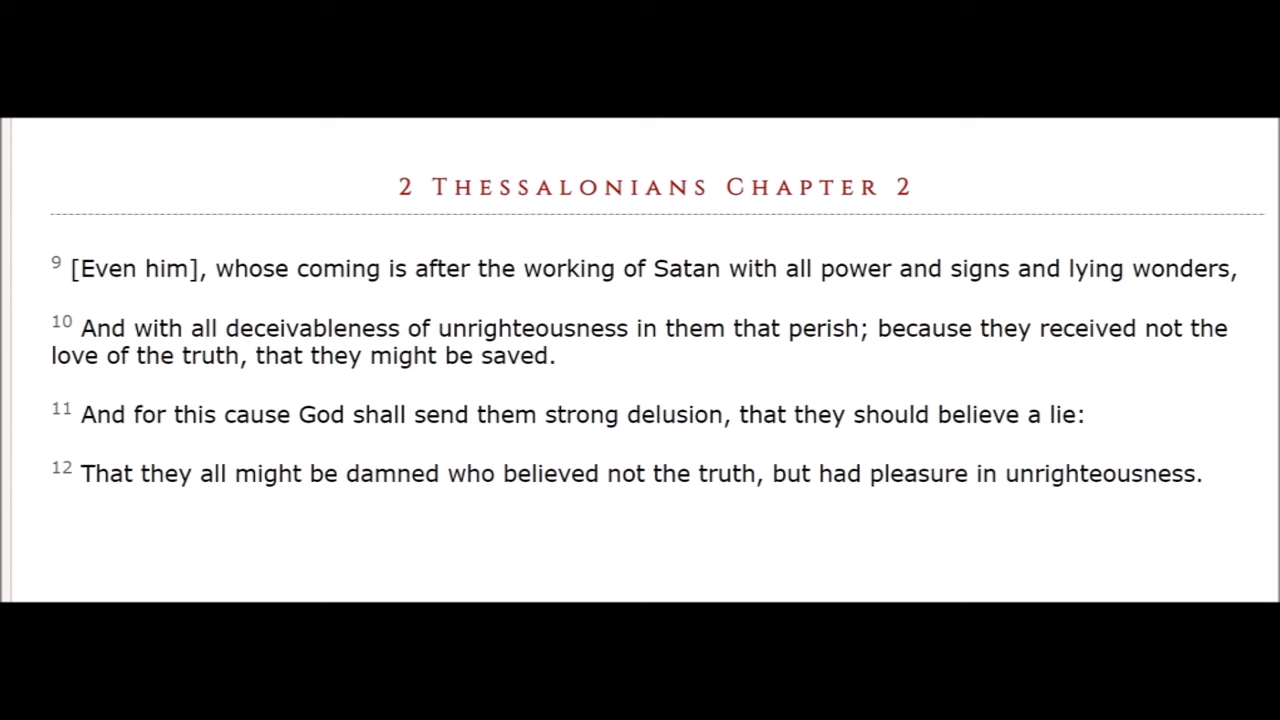 2 Thessalonians Chapter 2
9 [Even him], whose coming is after the working of Satan with all power and signs and lying wonders,
10 And with all deceivableness of unrighteousness in them that perish; because they received not the
love of the truth, that they might be saved.
11 And for this cause God shall send them strong delusion, that they should believe a lie:
12 That they all might be damned who believed not the truth, but had pleasure in unrighteousness.